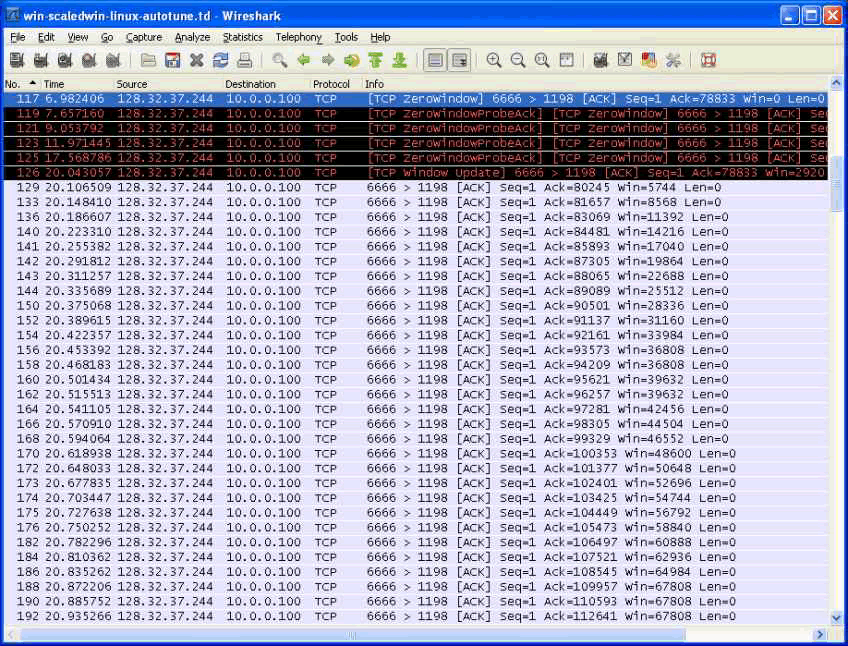 win-scaledwin-linux-autotune.td - Wireshark
File Edit View Go Capture Analyze Statistics Telephony Tools Help
No. Time Source Destination Protocol Info
117 6.982406 128.32.37.244 10.0.0.100 TCP [TCP ZeroWindow] 6666 > 1198 [ACK] Seq=1 Ack=78833 Win=0 Len=0
119 7.657160 128.32.37.244 10.0.0.100 TCP [TCP ZeroWindowProbeAck] [TCP ZeroWindow] 6666 > 1198 [ACK] Se
121 9.053792 128.32.37.244 10.0.0.100 TCP [TCP ZeroWindowProbeAck] [TCP ZeroWindow] 6666 > 1198 [ACK] Se
123 11.971445 128.32.37.244 10.0.0.100 TCP [TCP ZeroWindowProbeAck] [TCP ZeroWindow] 6666 > 1198 [ACK] Se
125 17.568786 128.32.37.244 10.0.0.100 TCP [TCP ZeroWindowProbeAck] [TCP ZeroWindow] 6666 > 1198 [ACK] Se
126 20.043057 128.32.37.244 10.0.0.100 TCP [TCP Window Update] 6666 > 1198 [ACK] Seq=1 Ack=78833 Win=2920
129 20.106509 128.32.37.244 10.0.0.100 TCP 6666 > 1198 [ACK] Seq=1 Ack=80245 Win=5744 Len=0
133 20.148410 128.32.37.244 10.0.0.100 TCP 6666 > 1198 [ACK] Seq=1 Ack=81657 Win=8568 Len=0
136 20.186607 128.32.37.244 10.0.0.100 TCP 6666 > 1198 [ACK] Seq=1 Ack=83069 Win=11392 Len=0
140 20.223310 128.32.37.244 10.0.0.100 TCP 6666 > 1198 [ACK] Seq=1 Ack=84481 Win=14216 Len=0
141 20.255382 128.32.37.244 10.0.0.100 TCP 6666 > 1198 [ACK] Seq=1 Ack=85893 Win=17040 Len=0
142 20.291812 128.32.37.244 10.0.0.100 TCP 6666 > 1198 [ACK] Seq=1 Ack=87305 Win=19864 Len=0
143 20.311257 128.32.37.244 10.0.0.100 TCP 6666 > 1198 [ACK] Seq=1 Ack=88065 Win=22688 Len=0
144 20.335689 128.32.37.244 10.0.0.100 TCP 6666 > 1198 [ACK] Seq=1 Ack=89089 Win=25512 Len=0
150 20.375068 128.32.37.244 10.0.0.100 TCP 6666 > 1198 [ACK] Seq=1 Ack=90501 Win=28336 Len=0
152 20.389615 128.32.37.244 10.0.0.100 TCP 6666 > 1198 [ACK] Seq=1 Ack=91137 Win=31160 Len=0
154 20.422357 128.32.37.244 10.0.0.100 TCP 6666 > 1198 [ACK] Seq=1 Ack=92161 Win=33984 Len=0
156 20.453392 128.32.37.244 10.0.0.100 TCP 6666 > 1198 [ACK] Seq=1 Ack=93573 Win=36808 Len=0
158 20.468183 128.32.37.244 10.0.0.100 TCP 6666 > 1198 [ACK] Seq=1 Ack=94209 Win=36808 Len=0
160 20.501434 128.32.37.244 10.0.0.100 TCP 6666 > 1198 [ACK] Seq=1 Ack=95621 Win=39632 Len=0
162 20.515513 128.32.37.244 10.0.0.100 TCP 6666 > 1198 [ACK] Seq=1 Ack=96257 Win=39632 Len=0
164 20.541105 128.32.37.244 10.0.0.100 TCP 6666 > 1198 [ACK] Seq=1 Ack=97281 Win=42456 Len=0
166 20.570910 128.32.37.244 10.0.0.100 TCP 6666 > 1198 [ACK] Seq=1 Ack=98305 Win=44504 Len=0
168 20.594064 128.32.37.244 10.0.0.100 TCP 6666 > 1198 [ACK] Seq=1 Ack=99329 Win=46552 Len=0
170 20.618938 128.32.37.244 10.0.0.100 TCP 6666 > 1198 [ACK] Seq=1 Ack=100353 Win=48600 Len=0
172 20.648033 128.32.37.244 10.0.0.100 TCP 6666 > 1198 [ACK] Seq=1 Ack=101377 Win=50648 Len=0
173 20.677835 128.32.37.244 10.0.0.100 TCP 6666 > 1198 [ACK] Seq=1 Ack=102401 Win=52696 Len=0
174 20.703447 128.32.37.244 10.0.0.100 TCP 6666 > 1198 [ACK] Seq=1 Ack=103425 Win=54744 Len=0
175 20.727638 128.32.37.244 10.0.0.100 TCP 6666 > 1198 [ACK] Seq=1 Ack=104449 Win=56792 Len=0
176 20.750252 128.32.37.244 10.0.0.100 TCP 6666 > 1198 [ACK] Seq=1 Ack=105473 Win=58840 Len=0
182 20.782296 128.32.37.244 10.0.0.100 TCP 6666 > 1198 [ACK] Seq=1 Ack=106497 Win=60888 Len=0
184 20.810362 128.32.37.244 10.0.0.100 TCP 6666 > 1198 [ACK] Seq=1 Ack=107521 Win=62936 Len=0
186 20.835262 128.32.37.244 10.0.0.100 TCP 6666 > 1198 [ACK] Seq=1 Ack=108545 Win=64984 Len=0
188 20.872206 128.32.37.244 10.0.0.100 TCP 6666 > 1198 [ACK] Seq=1 Ack=109957 Win=67808 Len=0
190 20.885752 128.32.37.244 10.0.0.100 TCP 6666 > 1198 [ACK] Seq=1 Ack=110593 Win=67808 Len=0
192 20.935266 128.32.37.244 10.0.0.100 TCP 6666 > 1198 [ACK] Seq=1 Ack=112641 Win=67808 Len=0